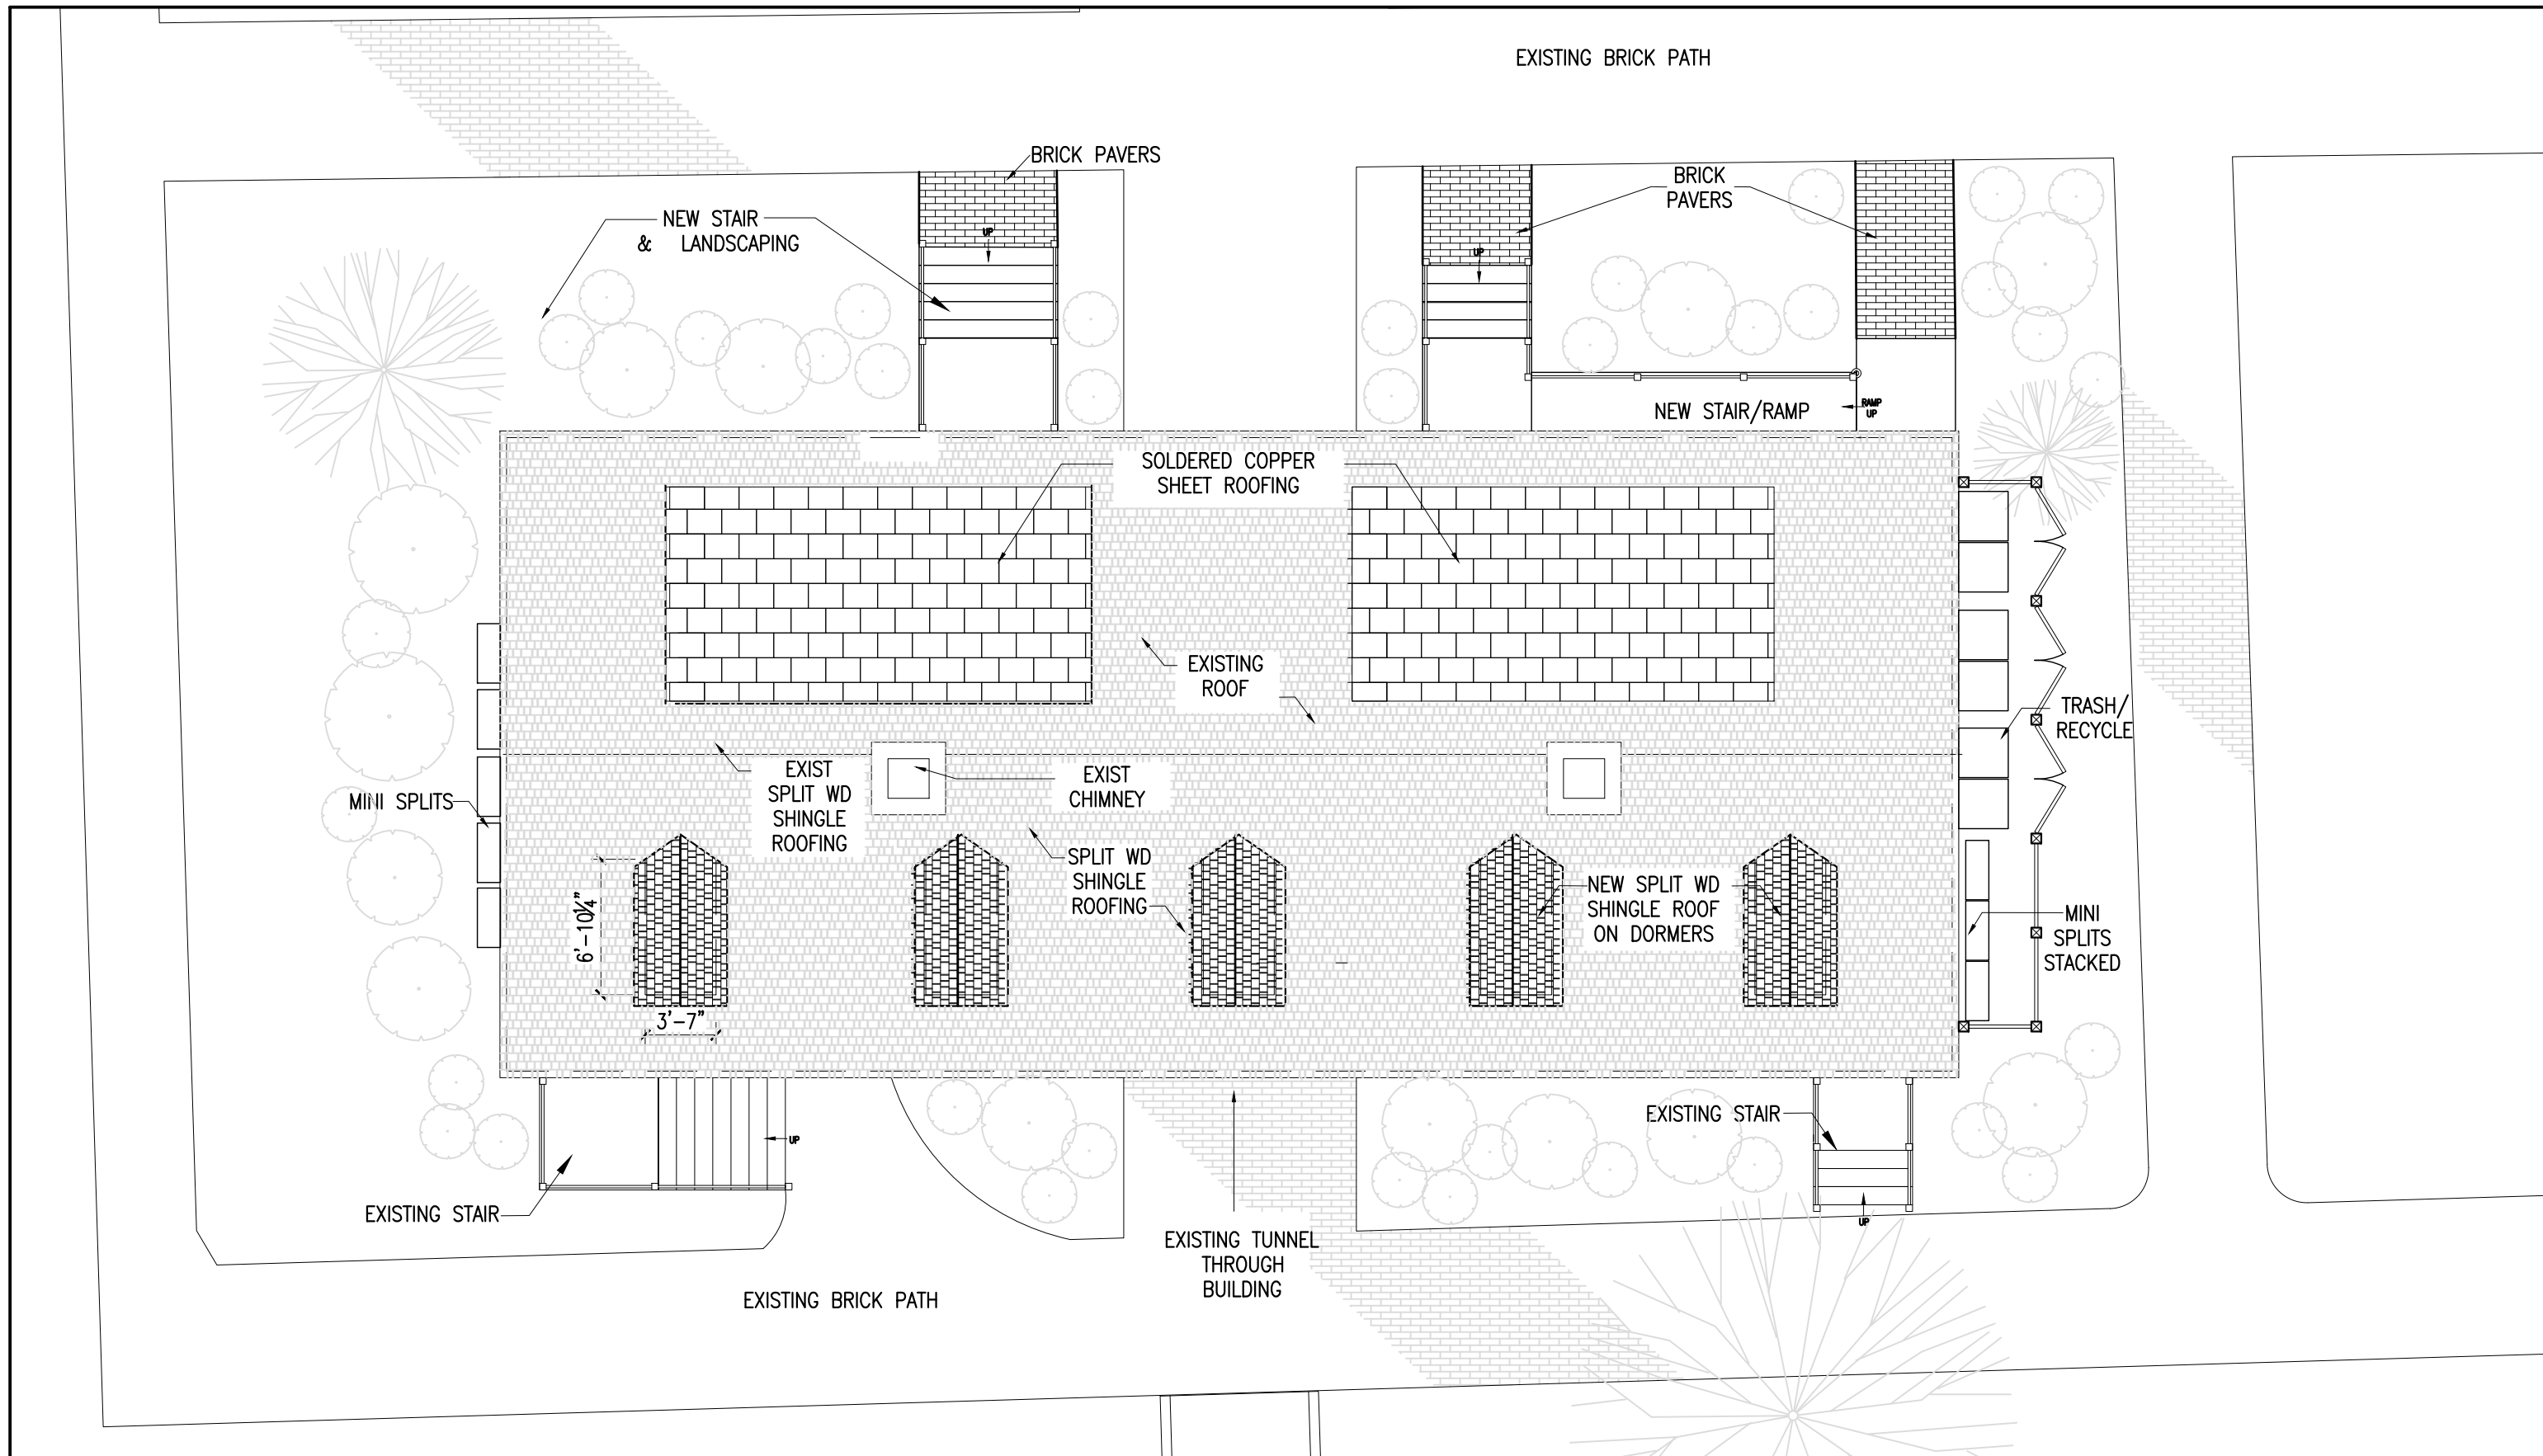 EXISTING BRICK PATH
BRICK PAVERS
BRICK
PAVERS
NEW STAIR
& LANDSCAPING
UP
UP
NEW STAIR/RAMP
RAMP
UP
SOLDERED COPPER
SHEET ROOFING
EXISTING
ROOF
TRASH/
RECYCLE
EXIST
SPLIT WD
SHINGLE
ROOFING
EXIST
CHIMNEY
MINI SPLITS
SPLIT WD
SHINGLE
ROOFING
NEW SPLIT WD
SHINGLE ROOF
ON DORMERS
MINI
SPLITS
STACKED
6'-10¼"
3'-7"
EXISTING STAIR
UP
UP
EXISTING STAIR
EXISTING TUNNEL
THROUGH
BUILDING
EXISTING BRICK PATH